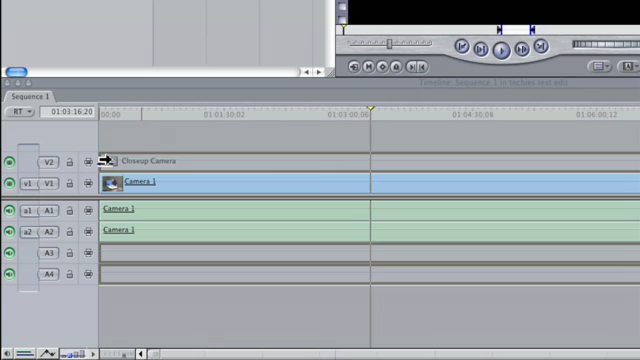 Timeline: Sequence 1 in tactives test edit
Sequence 1
RT 01:03:16:20
00;00 01:01:30;02 01:03:00;06 01:04:30;08 01:06:00;12
V2 Closeup Camera
v1 V1 Camera 1
a1 A1 Camera 1
a2 A2 Camera 1
A3
A4